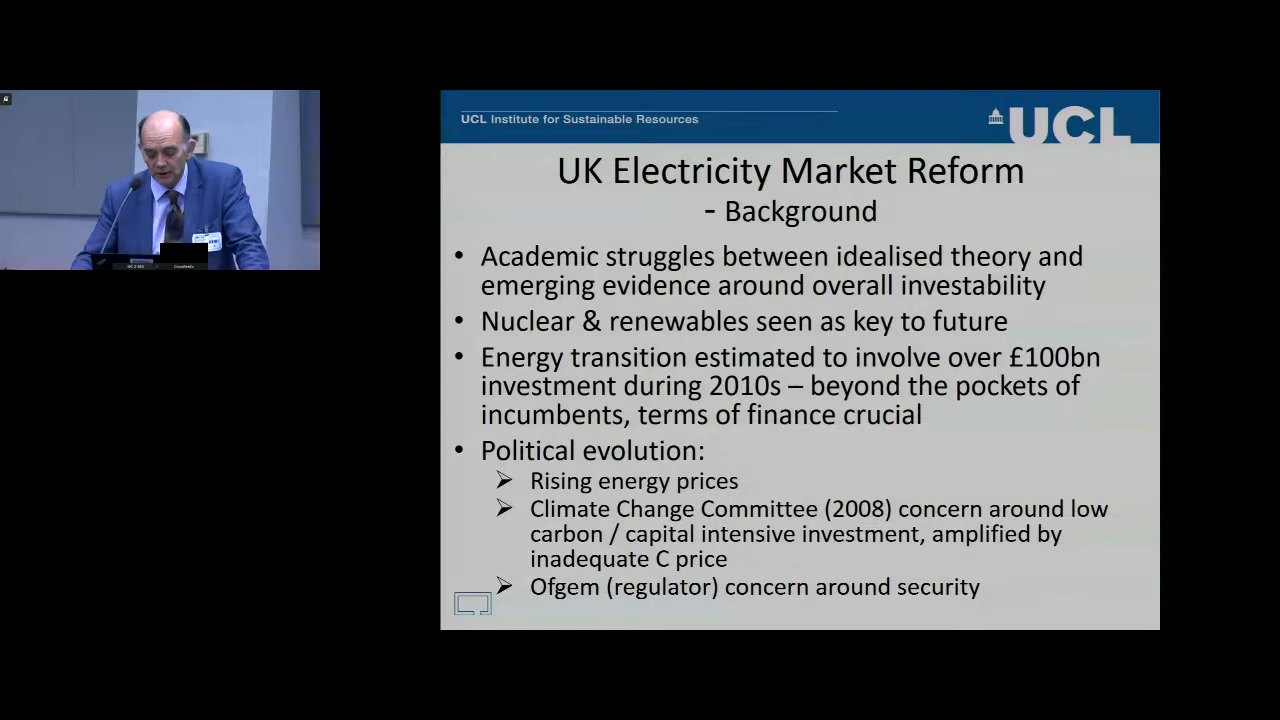 UCL Institute for Sustainable Resources
UCL
UK Electricity Market Reform
- Background
• Academic struggles between idealised theory and
emerging evidence around overall investability
• Nuclear & renewables seen as key to future
• Energy transition estimated to involve over £100bn
investment during 2010s – beyond the pockets of
incumbents, terms of finance crucial
• Political evolution:
➢ Rising energy prices
➢ Climate Change Committee (2008) concern around low
carbon / capital intensive investment, amplified by
inadequate C price
➢ Ofgem (regulator) concern around security